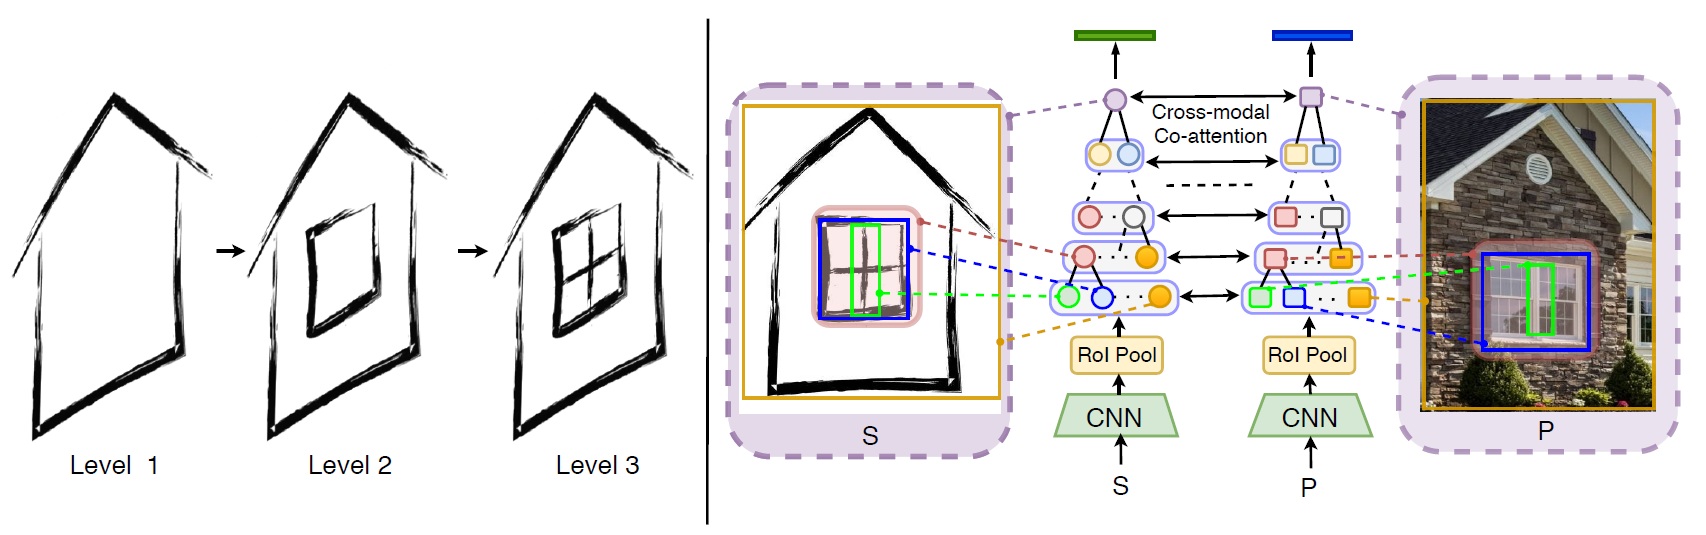 Level 1
Level 2
Level 3
S
Cross-modal
Co-attention
RoI Pool
RoI Pool
CNN
CNN
S
P
P